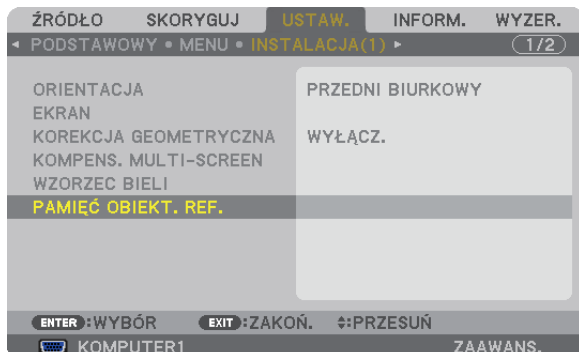 ŹRÓDŁO SKORYGUJ USTAW. INFORM. WYZER.
◂ PODSTAWOWY • MENU • INSTALACJA(1) ▸ 1/2
ORIENTACJA PRZEDNI BIURKOWY
EKRAN
KOREKCJA GEOMETRYCZNA WYŁĄCZ.
KOMPENS. MULTI-SCREEN
WZORZEC BIELI
PAMIĘĆ OBIEKT. REF.
ENTER :WYBÓR EXIT :ZAKOŃ. ♦:PRZESUŃ
KOMPUTER1 ZAAWANS.